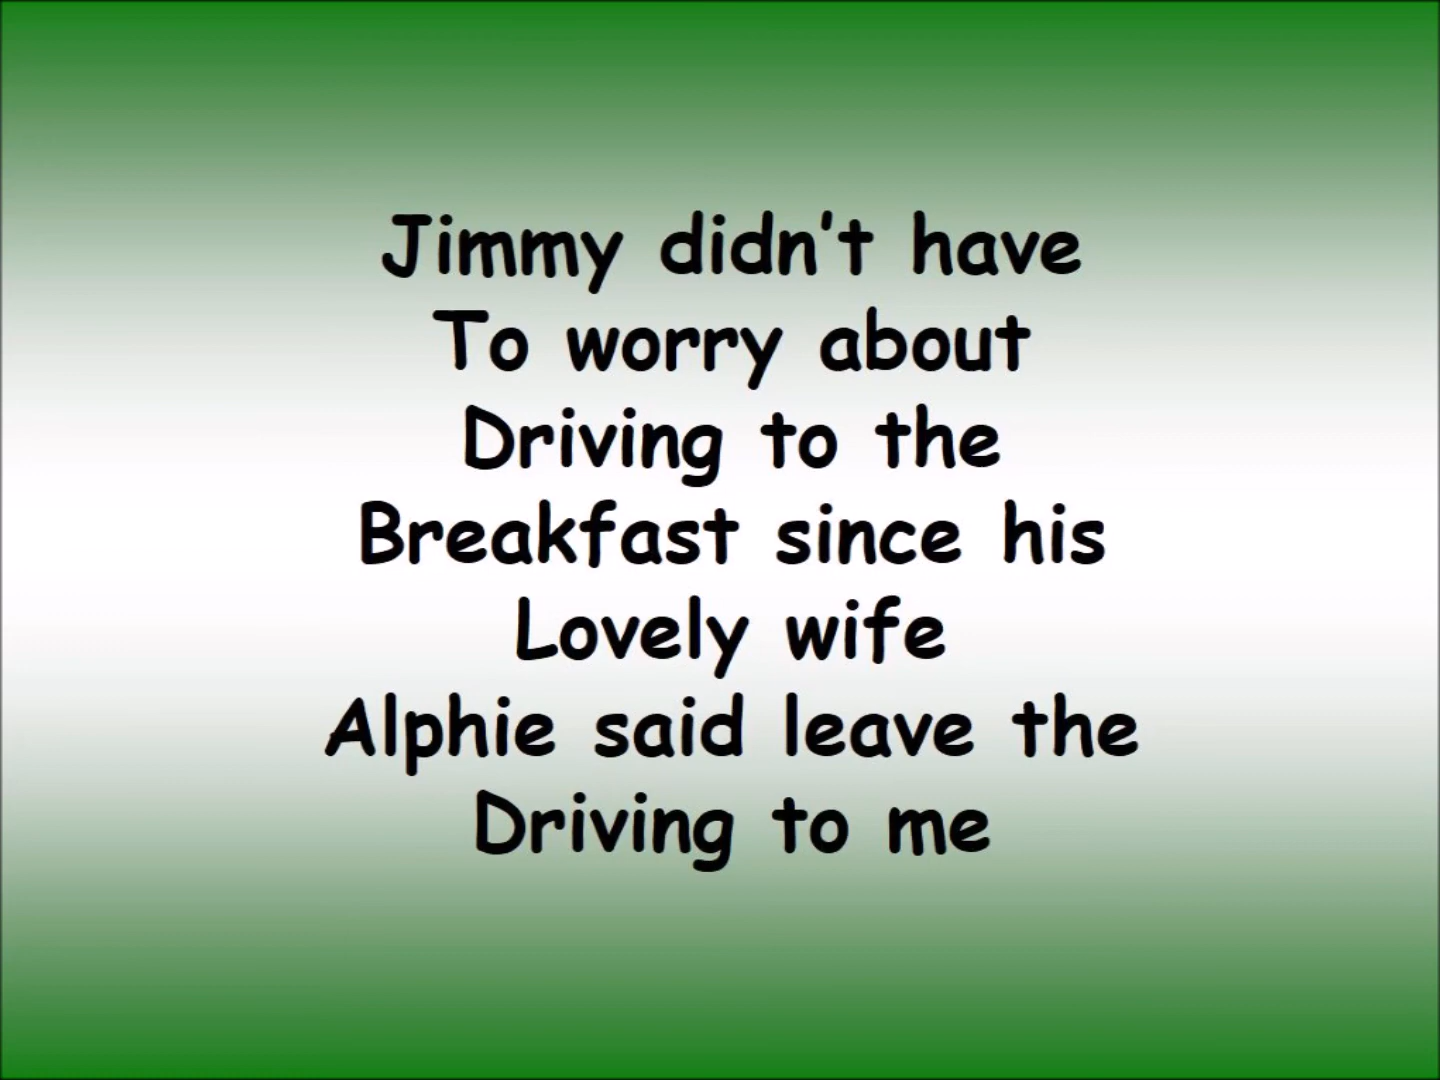 Jimmy didn't have
To worry about
Driving to the
Breakfast since his
Lovely wife
Alphie said leave the
Driving to me